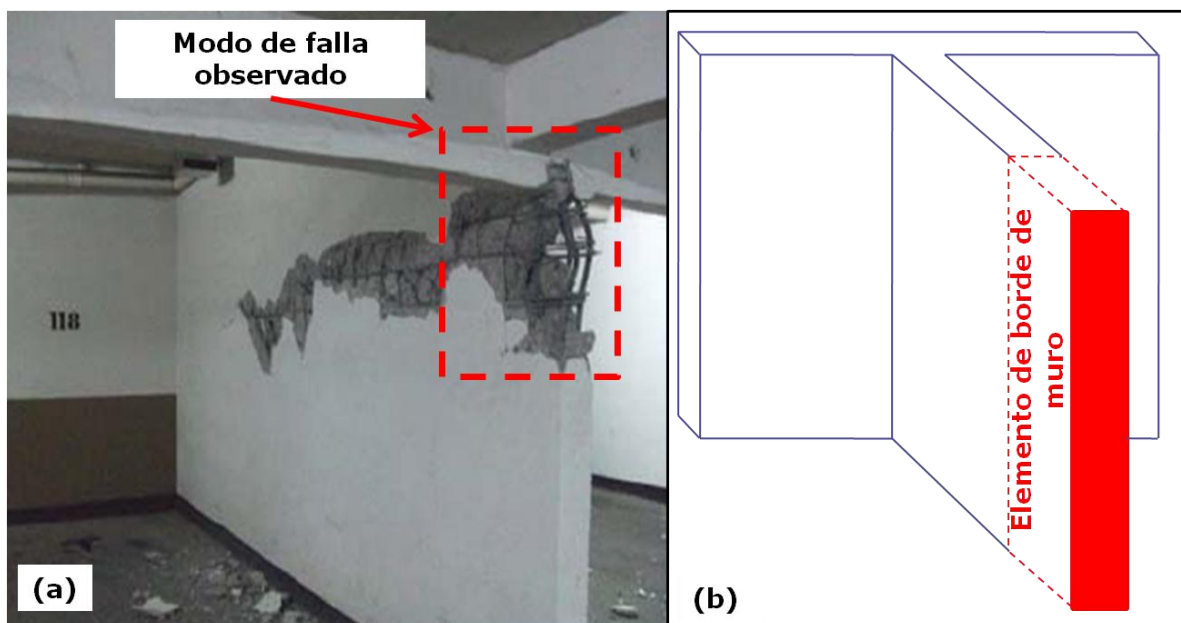 Modo de falla
observado
118
(a)
Elemento de borde de
muro
(b)